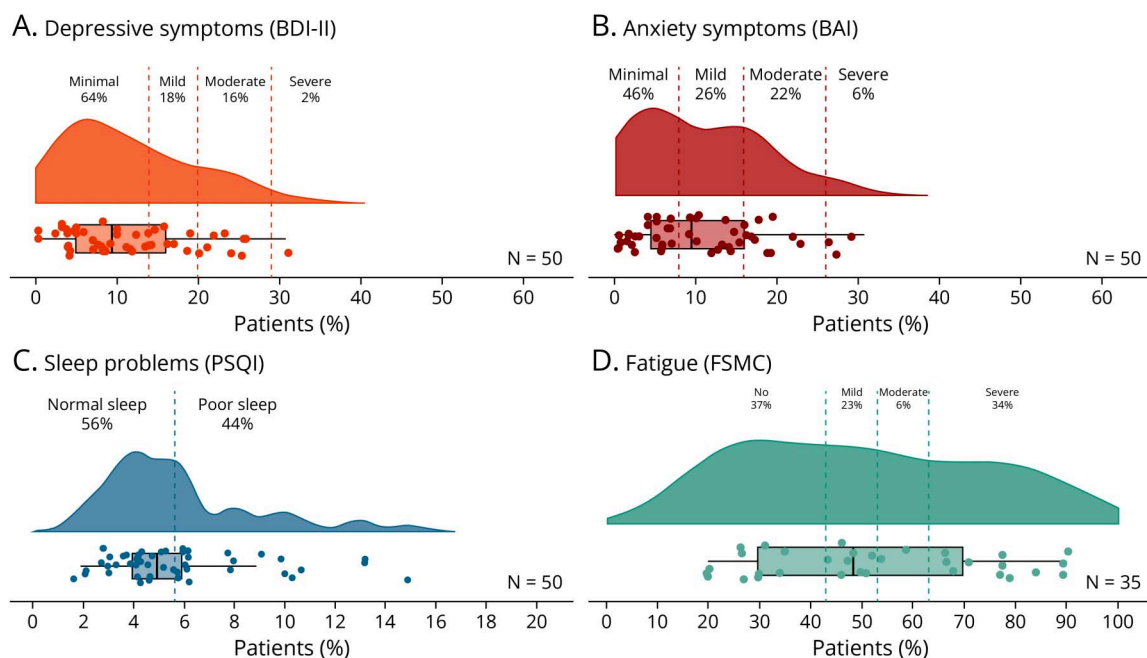 A. Depressive symptoms (BDI-II)
Minimal Mild Moderate Severe
64% 18% 16% 2%
N = 50
0 10 20 30 40 50 60
Patients (%)
B. Anxiety symptoms (BAI)
Minimal Mild Moderate Severe
46% 26% 22% 6%
N = 50
0 10 20 30 40 50 60
Patients (%)
C. Sleep problems (PSQI)
Normal sleep Poor sleep
56% 44%
N = 50
0 2 4 6 8 10 12 14 16 18 20
Patients (%)
D. Fatigue (FSMC)
No Mild Moderate Severe
37% 23% 6% 34%
N = 35
0 10 20 30 40 50 60 70 80 90 100
Patients (%)